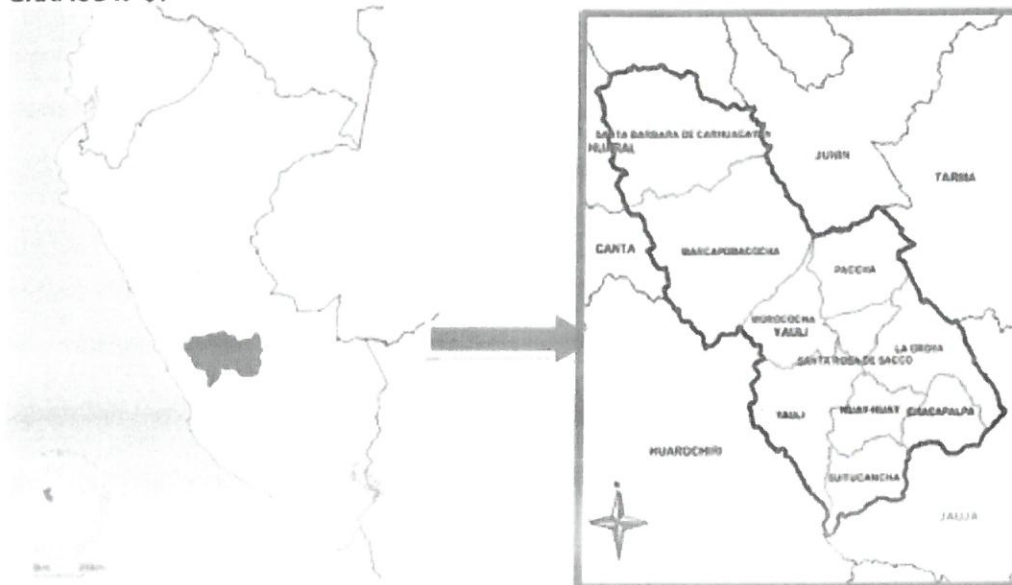 SANTA BARBARA DE CARHUACAYAN
HUARAL
JUNIN
TARMA
CANTA
MARCAPOMACOCHA
PACCHA
MOROCOCHA
YAULI
LA OROYA
SANTA ROSA DE SACCO
YAULI
HUAY-HUAY
CHACAPALPA
HUAROCHIRI
SUITUCANCHA
N
JAUJA